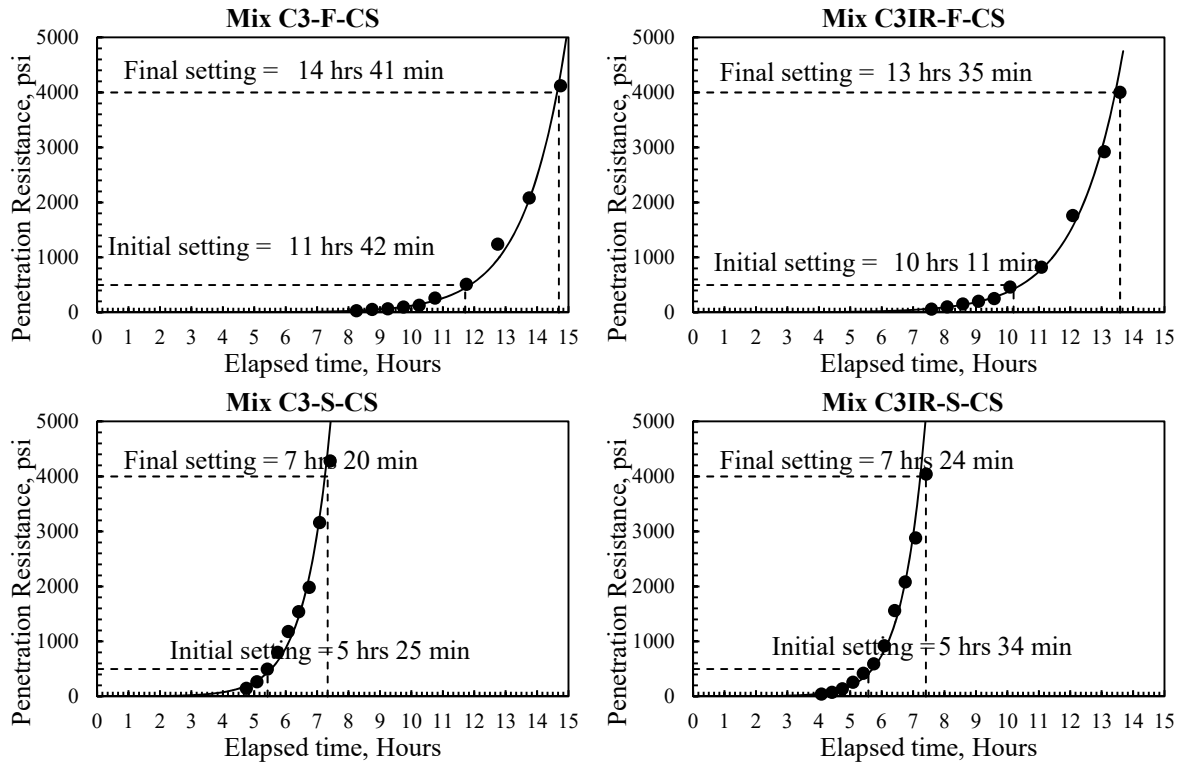 Mix C3-F-CS
Penetration Resistance, psi
5000
4000
3000
2000
1000
0
Final setting = 14 hrs 41 min
Initial setting = 11 hrs 42 min
0 1 2 3 4 5 6 7 8 9 10 11 12 13 14 15
Elapsed time, Hours
Mix C3IR-F-CS
Penetration Resistance, psi
5000
4000
3000
2000
1000
0
Final setting = 13 hrs 35 min
Initial setting = 10 hrs 11 min
0 1 2 3 4 5 6 7 8 9 10 11 12 13 14 15
Elapsed time, Hours
Mix C3-S-CS
Penetration Resistance, psi
5000
4000
3000
2000
1000
0
Final setting = 7 hrs 20 min
Initial setting = 5 hrs 25 min
0 1 2 3 4 5 6 7 8 9 10 11 12 13 14 15
Elapsed time, Hours
Mix C3IR-S-CS
Penetration Resistance, psi
5000
4000
3000
2000
1000
0
Final setting = 7 hrs 24 min
Initial setting = 5 hrs 34 min
0 1 2 3 4 5 6 7 8 9 10 11 12 13 14 15
Elapsed time, Hours